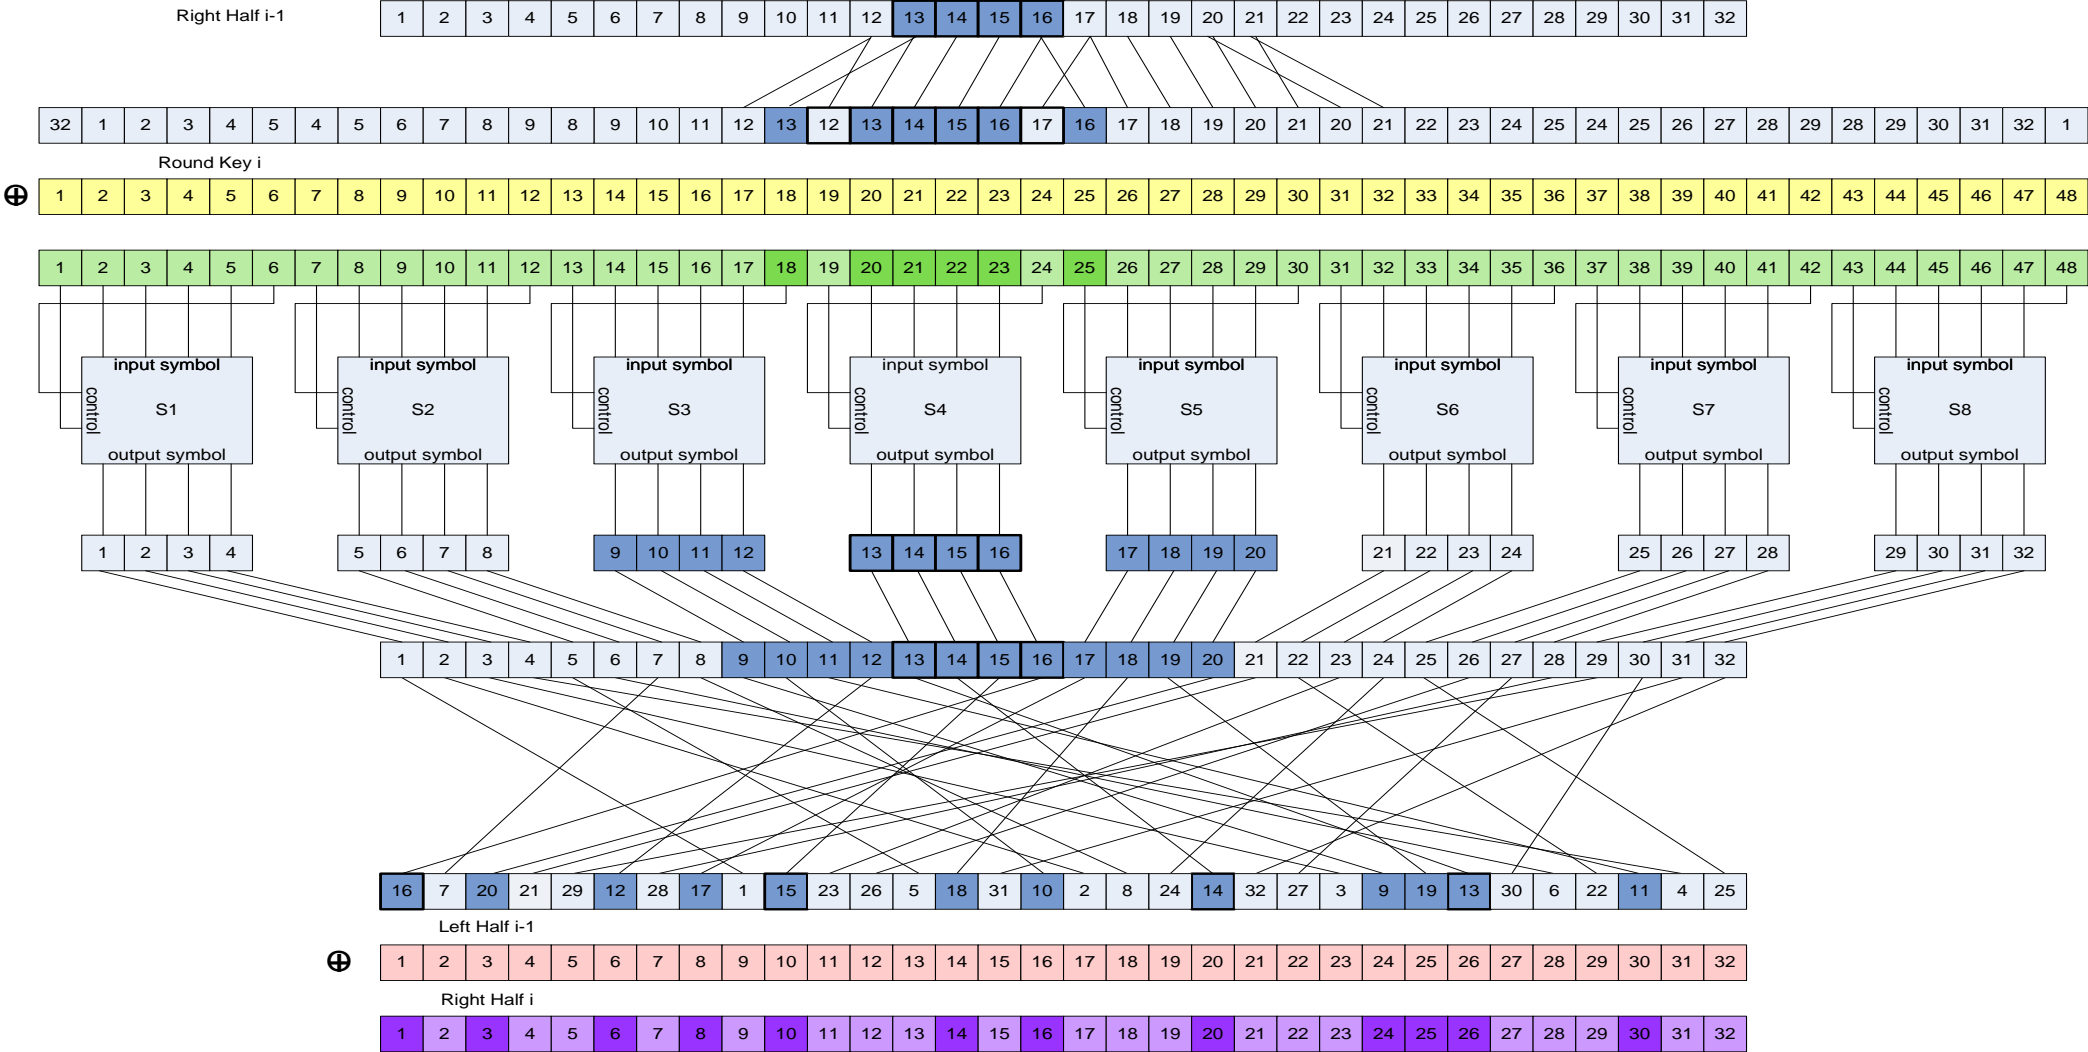 Right Half i-1 1 2 3 4 5 6 7 8 9 10 11 12 13 14 15 16 17 18 19 20 21 22 23 24 25 26 27 28 29 30 31 32
32 1 2 3 4 5 4 5 6 7 8 9 8 9 10 11 12 13 12 13 14 15 16 17 16 17 18 19 20 21 20 21 22 23 24 25 24 25 26 27 28 29 28 29 30 31 32 1
Round Key i
⊕ 1 2 3 4 5 6 7 8 9 10 11 12 13 14 15 16 17 18 19 20 21 22 23 24 25 26 27 28 29 30 31 32 33 34 35 36 37 38 39 40 41 42 43 44 45 46 47 48
1 2 3 4 5 6 7 8 9 10 11 12 13 14 15 16 17 18 19 20 21 22 23 24 25 26 27 28 29 30 31 32 33 34 35 36 37 38 39 40 41 42 43 44 45 46 47 48
input symbol input symbol input symbol input symbol input symbol input symbol input symbol input symbol
control S1 control S2 control S3 control S4 control S5 control S6 control S7 control S8
output symbol output symbol output symbol output symbol output symbol output symbol output symbol output symbol
1 2 3 4 5 6 7 8 9 10 11 12 13 14 15 16 17 18 19 20 21 22 23 24 25 26 27 28 29 30 31 32
1 2 3 4 5 6 7 8 9 10 11 12 13 14 15 16 17 18 19 20 21 22 23 24 25 26 27 28 29 30 31 32
16 7 20 21 29 12 28 17 1 15 23 26 5 18 31 10 2 8 24 14 32 27 3 9 19 13 30 6 22 11 4 25
Left Half i-1
⊕ 1 2 3 4 5 6 7 8 9 10 11 12 13 14 15 16 17 18 19 20 21 22 23 24 25 26 27 28 29 30 31 32
Right Half i
1 2 3 4 5 6 7 8 9 10 11 12 13 14 15 16 17 18 19 20 21 22 23 24 25 26 27 28 29 30 31 32